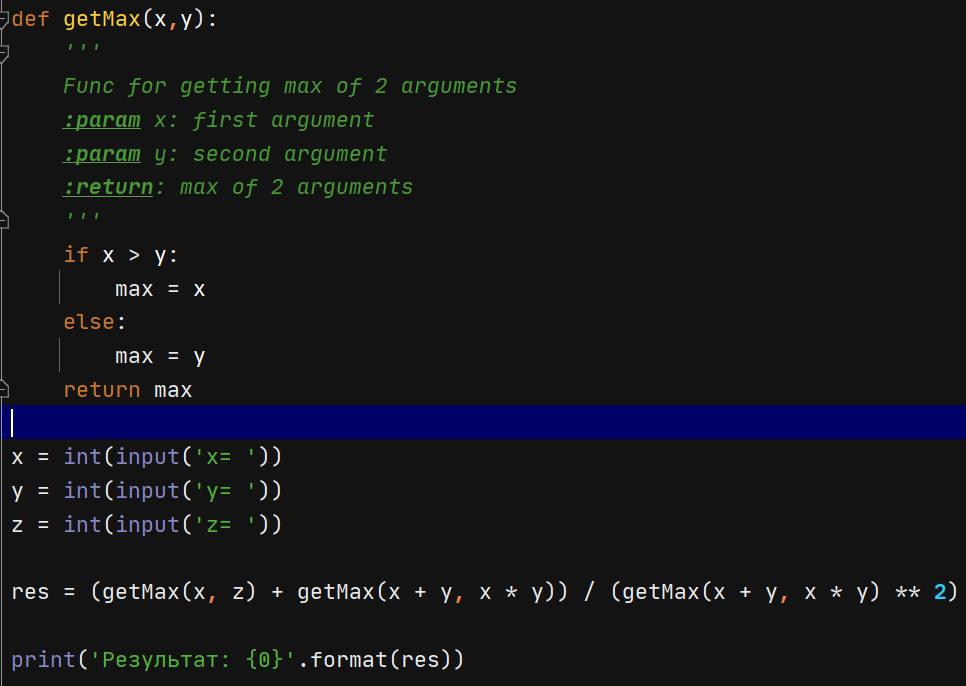 def getMax(x,y):
    '''
    Func for getting max of 2 arguments
    :param x: first argument
    :param y: second argument
    :return: max of 2 arguments
    '''
    if x > y:
        max = x
    else:
        max = y
    return max
x = int(input('x= '))
y = int(input('y= '))
z = int(input('z= '))
res = (getMax(x, z) + getMax(x + y, x * y)) / (getMax(x + y, x * y) ** 2)
print('Результат: {0}'.format(res))